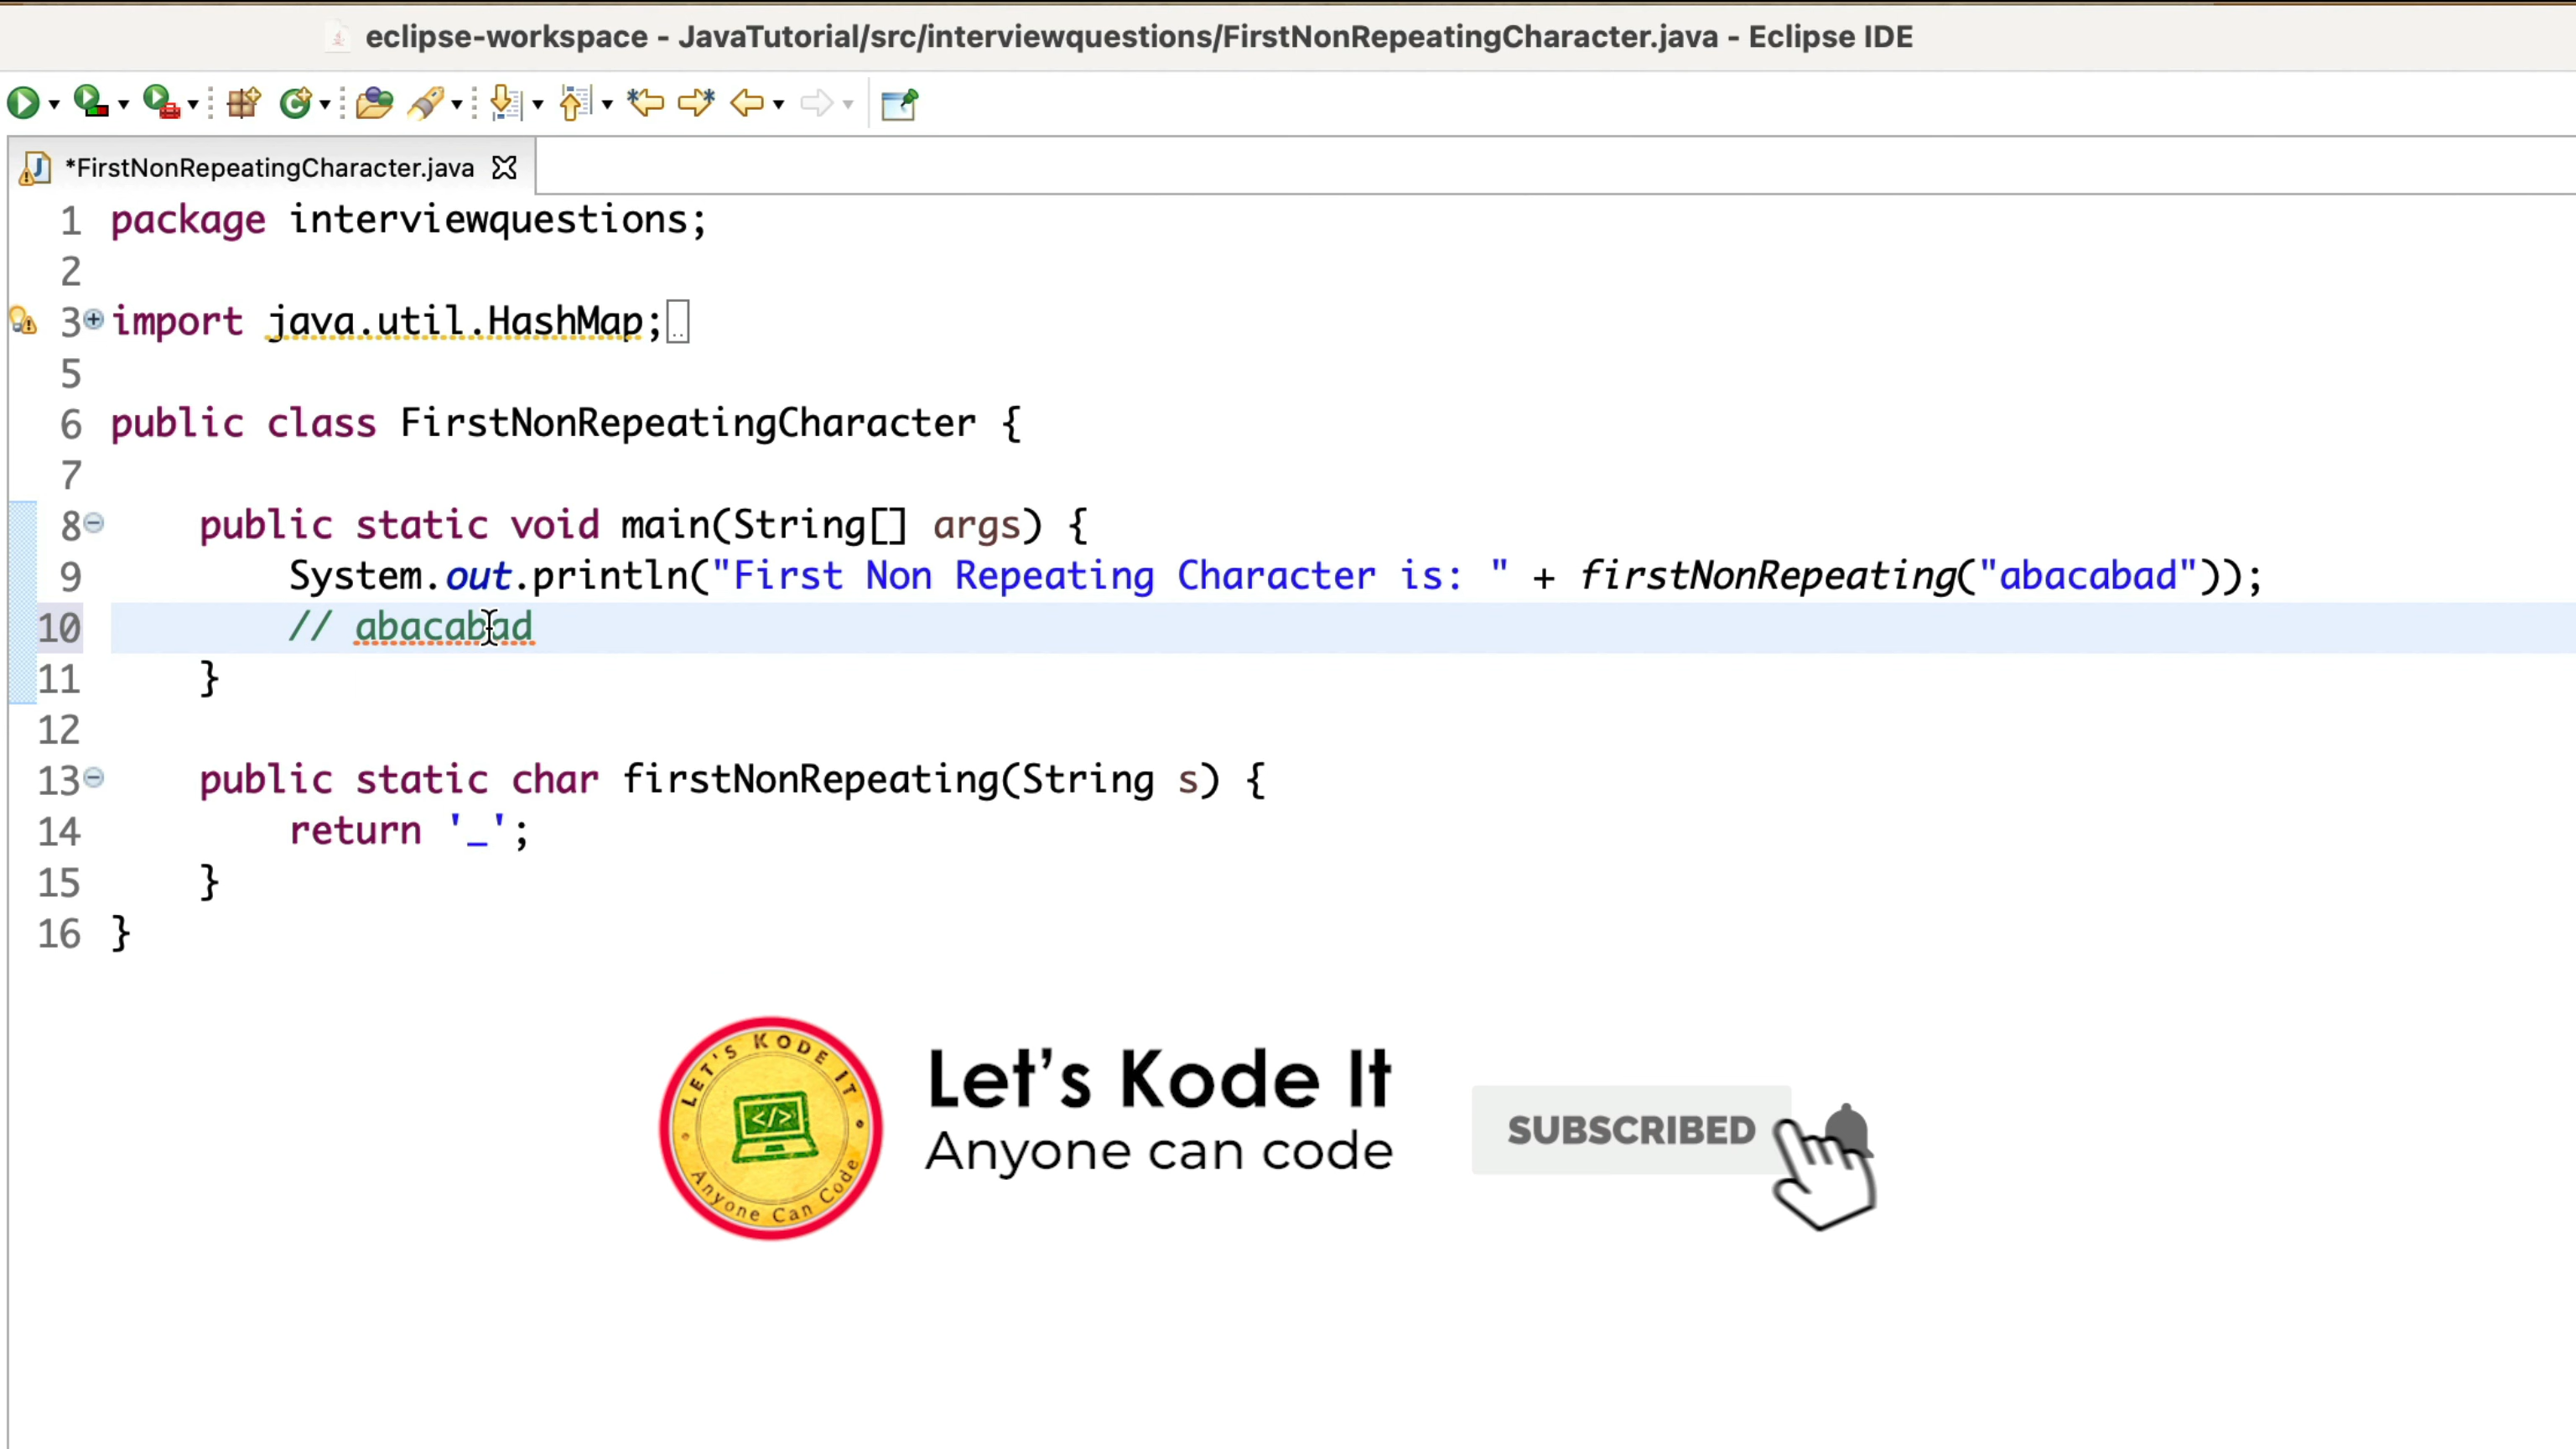 eclipse-workspace - JavaTutorial/src/interviewquestions/FirstNonRepeatingCharacter.java - Eclipse IDE
*FirstNonRepeatingCharacter.java
1 package interviewquestions;
2
3 import java.util.HashMap;
5
6 public class FirstNonRepeatingCharacter {
7
8 public static void main(String[] args) {
9 System.out.println("First Non Repeating Character is: " + firstNonRepeating("abacabad"));
10 // abacabad
11 }
12
13 public static char firstNonRepeating(String s) {
14 return '_';
15 }
16 }
LET'S KODE IT
Anyone Can Code
Let's Kode It
Anyone can code
SUBSCRIBED